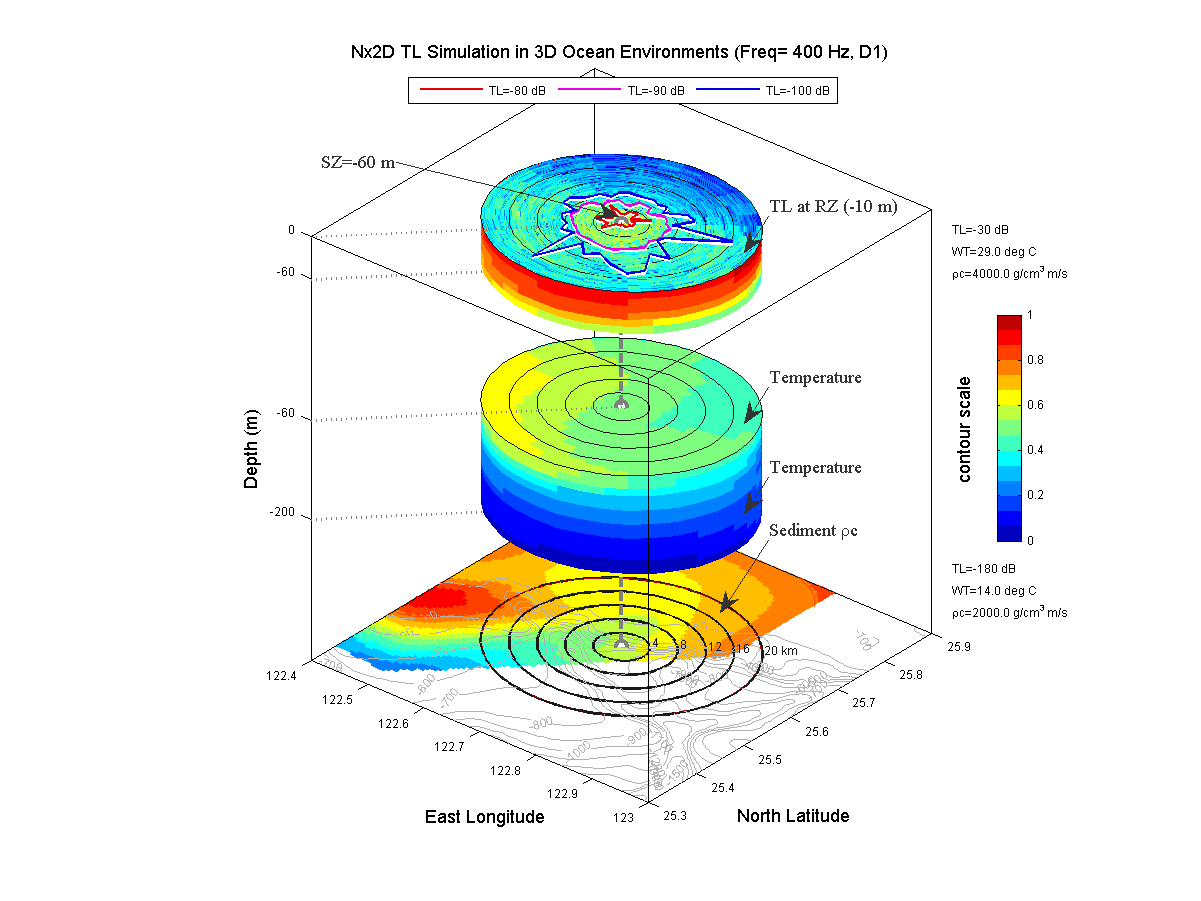 Nx2D TL Simulation in 3D Ocean Environments (Freq= 400 Hz, D1)
TL=-80 dB TL=-90 dB TL=-100 dB
SZ=-60 m
TL at RZ (-10 m)
0
-60
-60
-200
Depth (m)
Temperature
Temperature
Sediment ρc
TL=-30 dB
WT=29.0 deg C
ρc=4000.0 g/cm³ m/s
1
0.8
0.6
0.4
0.2
0
contour scale
TL=-180 dB
WT=14.0 deg C
ρc=2000.0 g/cm³ m/s
4 8 12 16 20 km
122.4
122.5
122.6
122.7
122.8
122.9
123
East Longitude
25.3
25.4
25.5
25.6
25.7
25.8
25.9
North Latitude
-700
-600
-700
-800
-900
-1000
-1500
-700